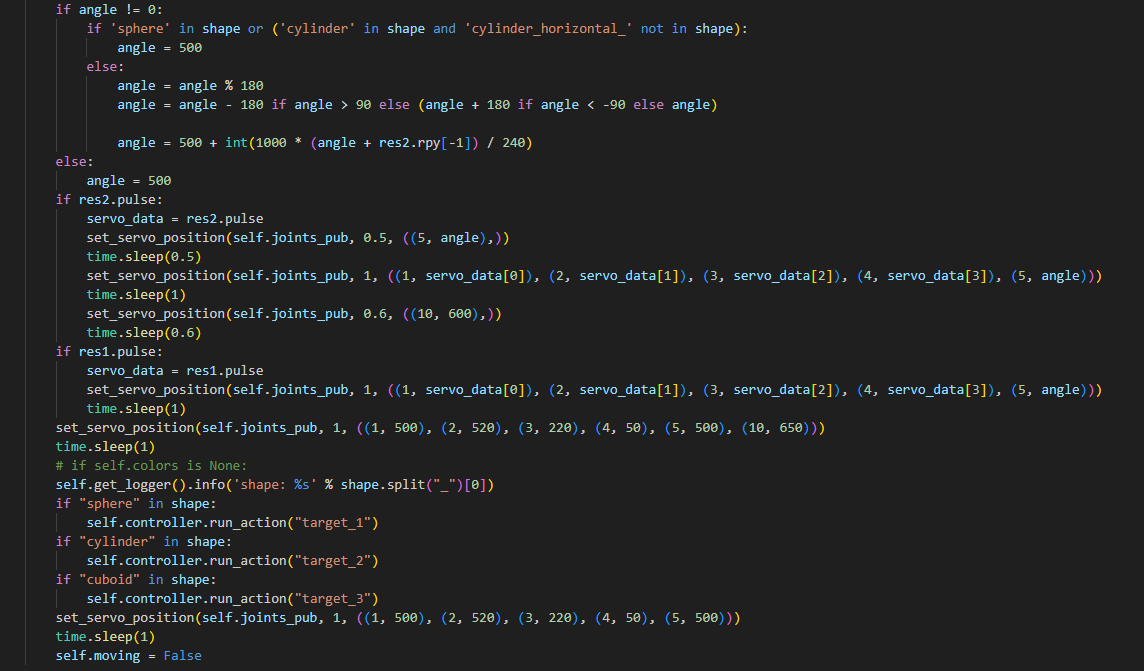 if angle != 0:
    if 'sphere' in shape or ('cylinder' in shape and 'cylinder_horizontal_' not in shape):
        angle = 500
    else:
        angle = angle % 180
        angle = angle - 180 if angle > 90 else (angle + 180 if angle < -90 else angle)

        angle = 500 + int(1000 * (angle + res2.rpy[-1]) / 240)
else:
    angle = 500
if res2.pulse:
    servo_data = res2.pulse
    set_servo_position(self.joints_pub, 0.5, ((5, angle),))
    time.sleep(0.5)
    set_servo_position(self.joints_pub, 1, ((1, servo_data[0]), (2, servo_data[1]), (3, servo_data[2]), (4, servo_data[3]), (5, angle)))
    time.sleep(1)
    set_servo_position(self.joints_pub, 0.6, ((10, 600),))
    time.sleep(0.6)
if res1.pulse:
    servo_data = res1.pulse
    set_servo_position(self.joints_pub, 1, ((1, servo_data[0]), (2, servo_data[1]), (3, servo_data[2]), (4, servo_data[3]), (5, angle)))
    time.sleep(1)
set_servo_position(self.joints_pub, 1, ((1, 500), (2, 520), (3, 220), (4, 50), (5, 500), (10, 650)))
time.sleep(1)
# if self.colors is None:
self.get_logger().info('shape: %s' % shape.split("_")[0])
if "sphere" in shape:
    self.controller.run_action("target_1")
if "cylinder" in shape:
    self.controller.run_action("target_2")
if "cuboid" in shape:
    self.controller.run_action("target_3")
set_servo_position(self.joints_pub, 1, ((1, 500), (2, 520), (3, 220), (4, 50), (5, 500)))
time.sleep(1)
self.moving = False